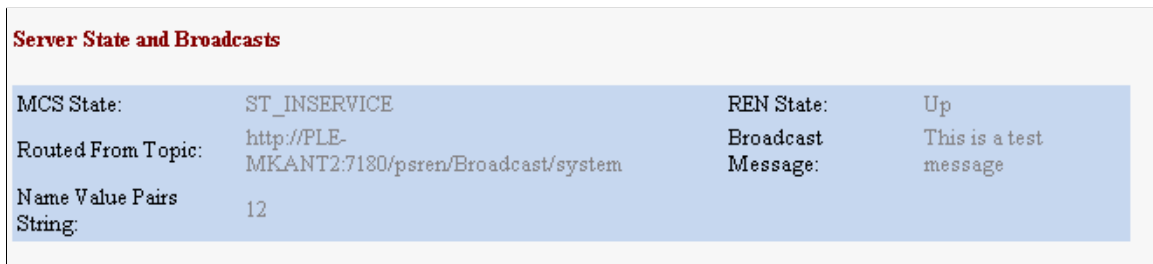 Server State and Broadcasts
MCS State: ST_INSERVICE REN State: Up
Routed From Topic: http://PLE-
MKANT2:7180/psren/Broadcast/system
Broadcast
Message:
This is a test
message
Name Value Pairs
String:
12